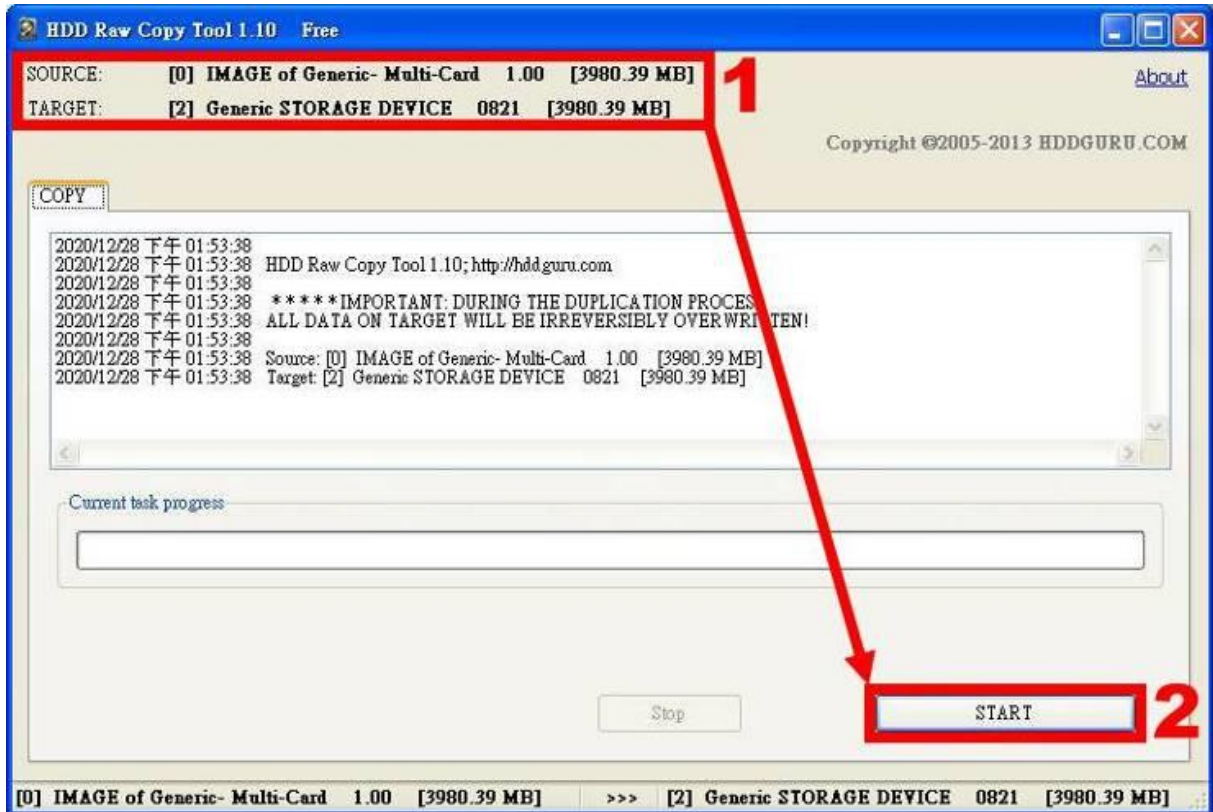 HDD Raw Copy Tool 1.10 Free
SOURCE: [0] IMAGE of Generic- Multi-Card 1.00 [3980.39 MB]
1
About
TARGET: [2] Generic STORAGE DEVICE 0821 [3980.39 MB]
Copyright ©2005-2013 HDDGURU.COM
COPY
2020/12/28 下午 01:53:38
2020/12/28 下午 01:53:38 HDD Raw Copy Tool 1.10; http://hddguru.com
2020/12/28 下午 01:53:38
2020/12/28 下午 01:53:38 *****IMPORTANT: DURING THE DUPLICATION PROCES
2020/12/28 下午 01:53:38 ALL DATA ON TARGET WILL BE IRREVERSIBLY OVERWRITTEN!
2020/12/28 下午 01:53:38
2020/12/28 下午 01:53:38 Source: [0] IMAGE of Generic- Multi-Card 1.00 [3980.39 MB]
2020/12/28 下午 01:53:38 Target: [2] Generic STORAGE DEVICE 0821 [3980.39 MB]
Current task progress
Stop
START
2
[0] IMAGE of Generic- Multi-Card 1.00 [3980.39 MB] >>> [2] Generic STORAGE DEVICE 0821 [3980.39 MB]